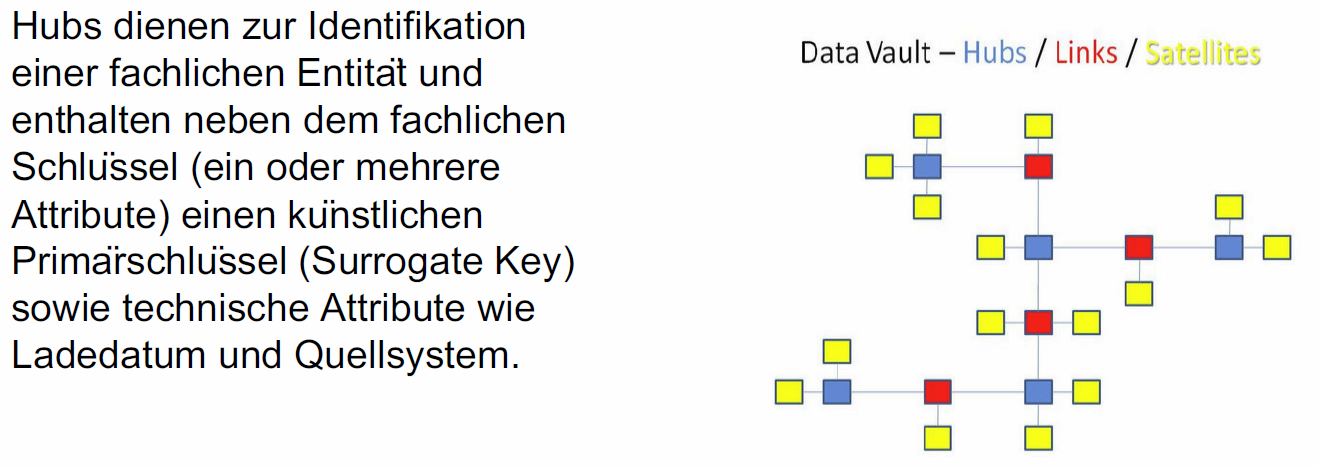 Hubs dienen zur Identifikation
einer fachlichen Entität und
enthalten neben dem fachlichen
Schlüssel (ein oder mehrere
Attribute) einen künstlichen
Primärschlüssel (Surrogate Key)
sowie technische Attribute wie
Ladedatum und Quellsystem.
Data Vault – Hubs / Links / Satellites